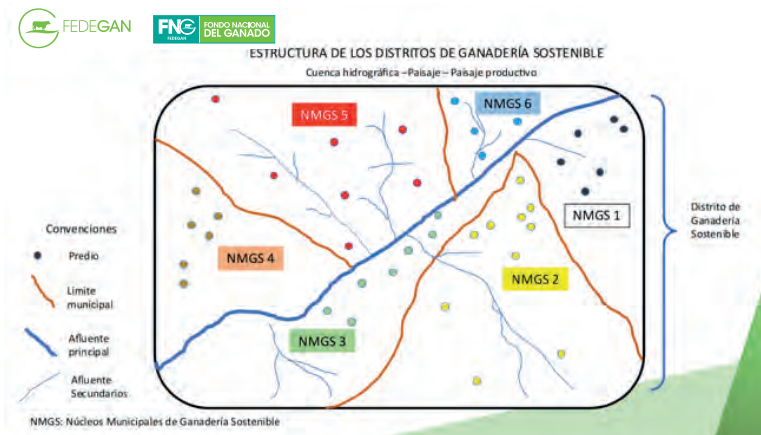 FEDEGAN
FNG
FEDEGAN
FONDO NACIONAL
DEL GANADO
ESTRUCTURA DE LOS DISTRITOS DE GANADERÍA SOSTENIBLE
Cuenca hidrográfica –Paisaje – Paisaje productivo
NMGS 5
NMGS 6
NMGS 1
NMGS 4
NMGS 2
NMGS 3
Distrito de
Ganadería
Sostenible
Convenciones
Predio
Limite
municipal
Afluente
principal
Afluente
Secundarios
NMGS: Núcleos Municipales de Ganadería Sostenible